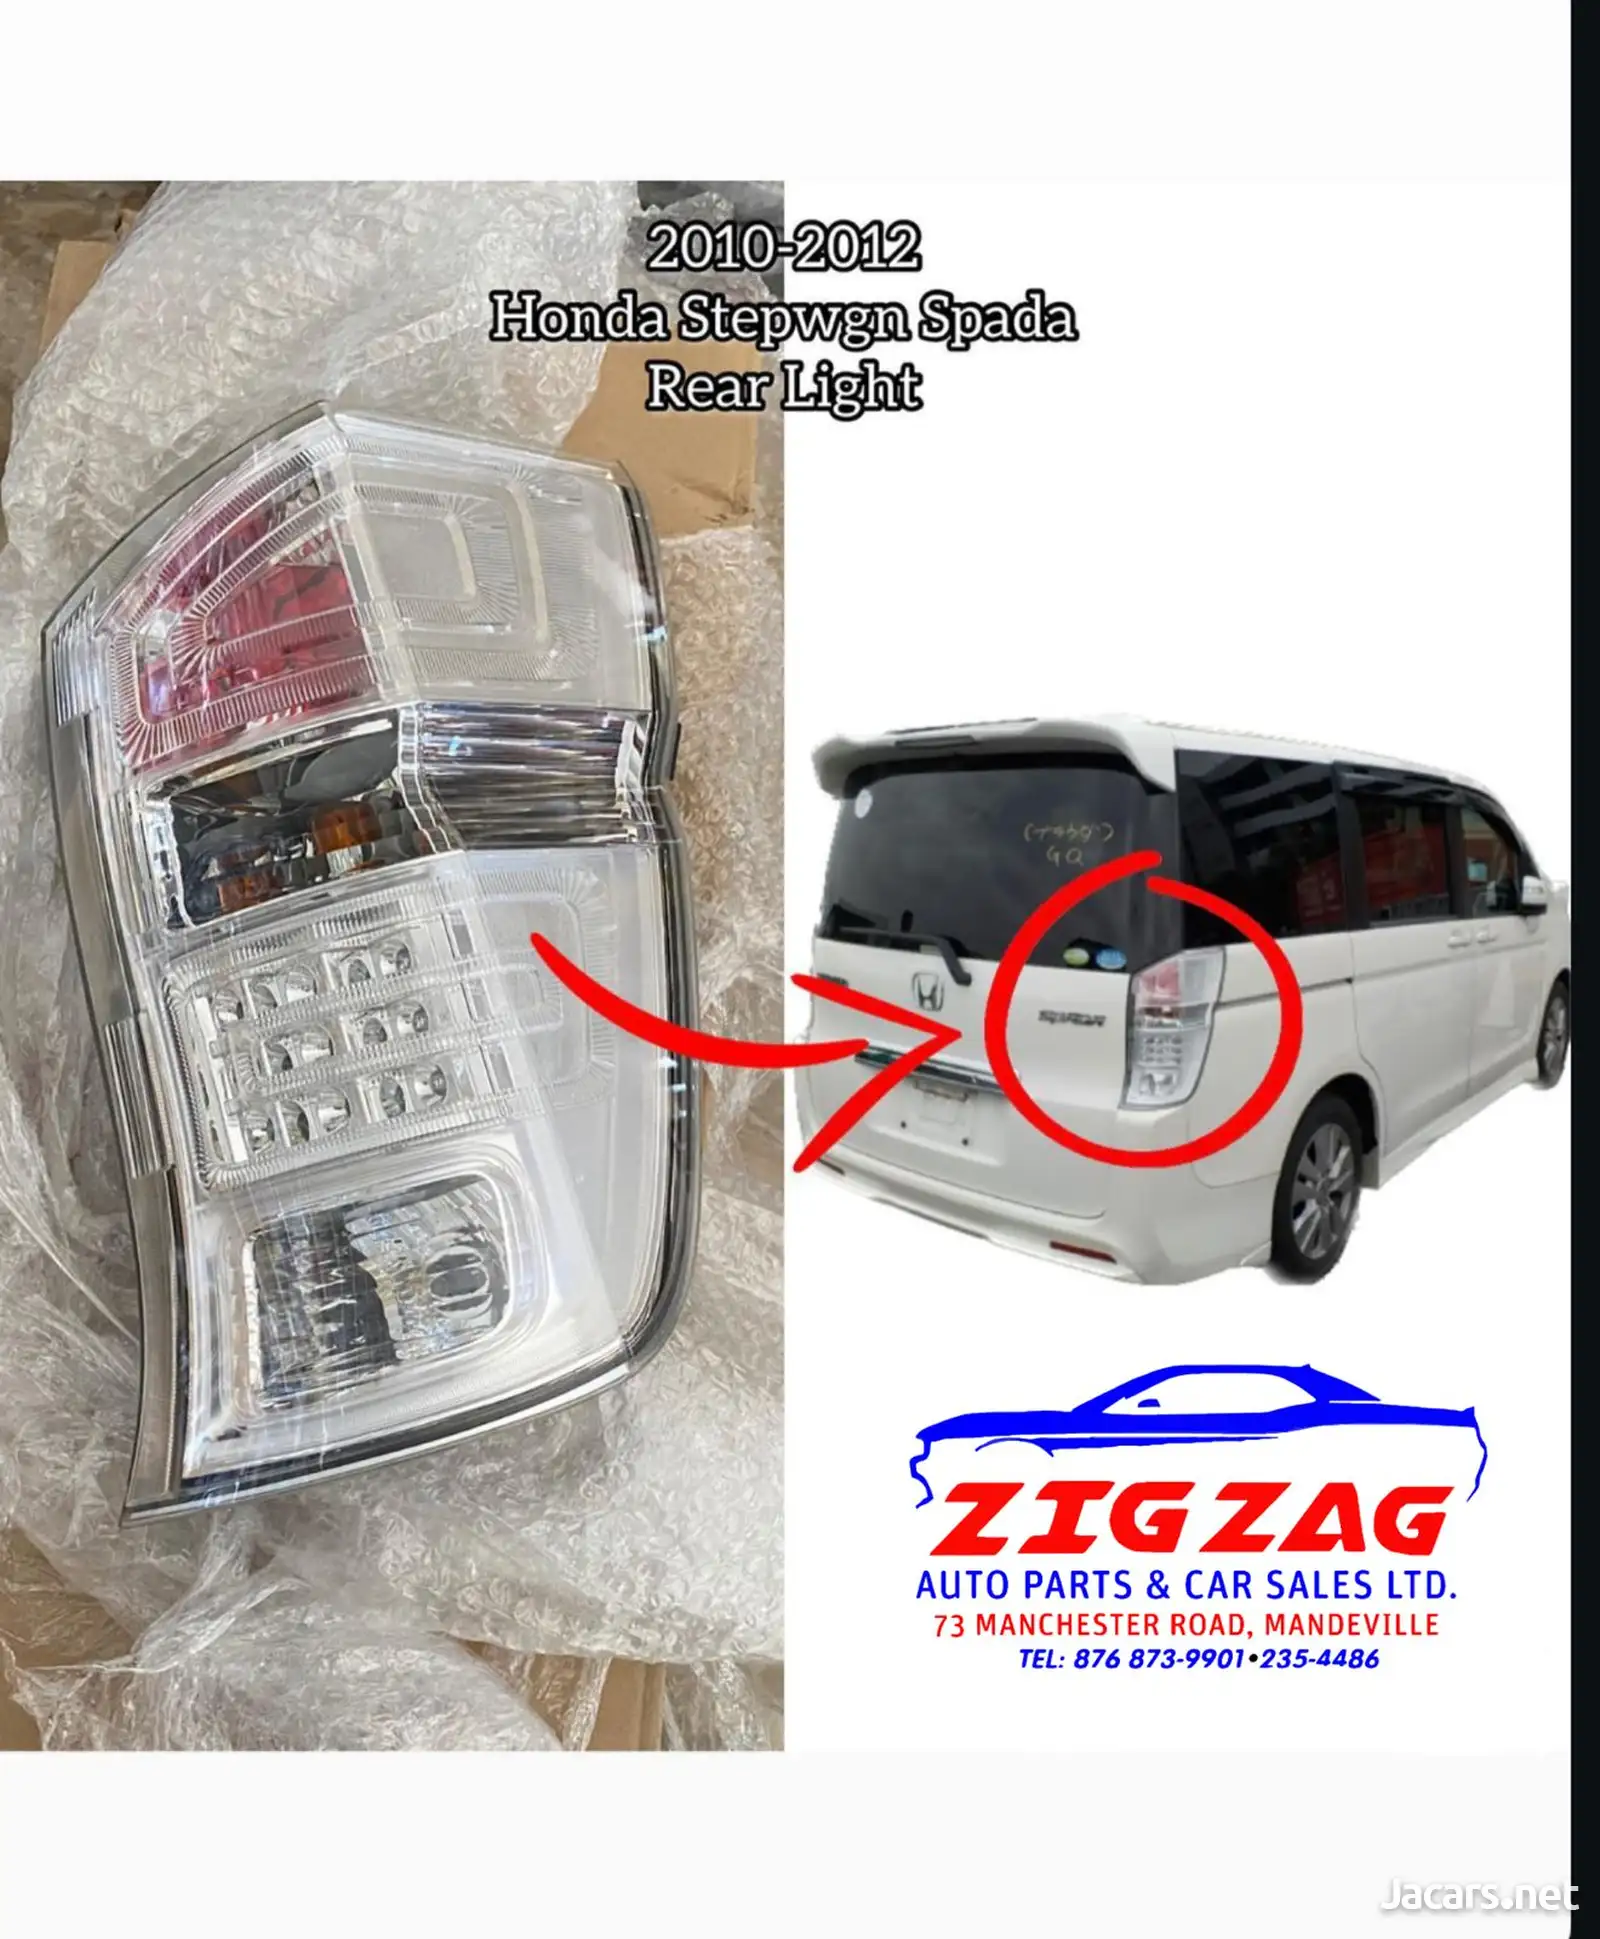 2010-2012
Honda Stepwgn Spada
Rear Light
ZIGZAG
AUTO PARTS & CAR SALES LTD.
73 MANCHESTER ROAD, MANDEVILLE
TEL: 876 873-9901•235-4486
Jacars.net